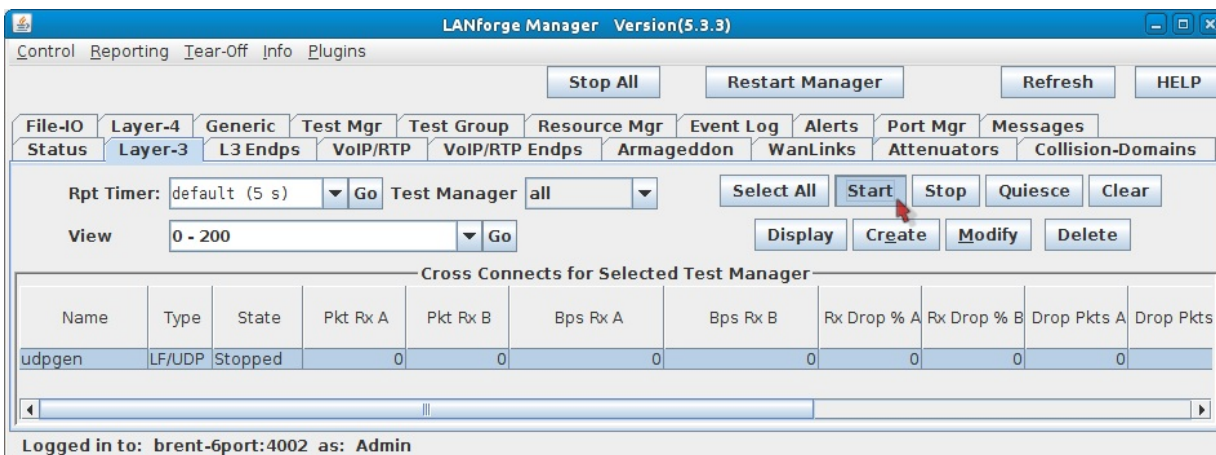 LANforge Manager Version(5.3.3)
Control Reporting Tear-Off Info Plugins
Stop All Restart Manager Refresh HELP
File-IO Layer-4 Generic Test Mgr Test Group Resource Mgr Event Log Alerts Port Mgr Messages
Status Layer-3 L3 Endps VoIP/RTP VoIP/RTP Endps Armageddon WanLinks Attenuators Collision-Domains
Rpt Timer: default (5 s) Go Test Manager all Select All Start Stop Quiesce Clear
View 0 - 200 Go Display Create Modify Delete
Cross Connects for Selected Test Manager
Name Type State Pkt Rx A Pkt Rx B Bps Rx A Bps Rx B Rx Drop % A Rx Drop % B Drop Pkts A Drop Pkts
udpgen LF/UDP Stopped 0 0 0 0 0 0 0
Logged in to: brent-6port:4002 as: Admin